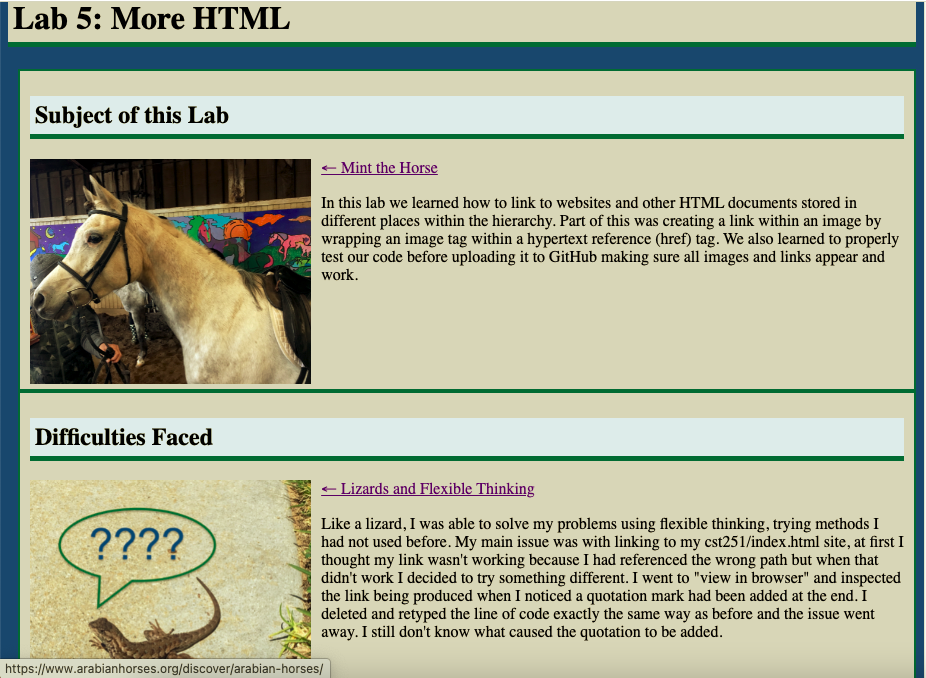 Lab 5: More HTML
Subject of this Lab
← Mint the Horse
In this lab we learned how to link to websites and other HTML documents stored in
different places within the hierarchy. Part of this was creating a link within an image by
wrapping an image tag within a hypertext reference (href) tag. We also learned to properly
test our code before uploading it to GitHub making sure all images and links appear and
work.
Difficulties Faced
← Lizards and Flexible Thinking
????
Like a lizard, I was able to solve my problems using flexible thinking, trying methods I
had not used before. My main issue was with linking to my cst251/index.html site, at first I
thought my link wasn't working because I had referenced the wrong path but when that
didn't work I decided to try something different. I went to "view in browser" and inspected
the link being produced when I noticed a quotation mark had been added at the end. I
deleted and retyped the line of code exactly the same way as before and the issue went
away. I still don't know what caused the quotation to be added.
https://www.arabianhorses.org/discover/arabian-horses/